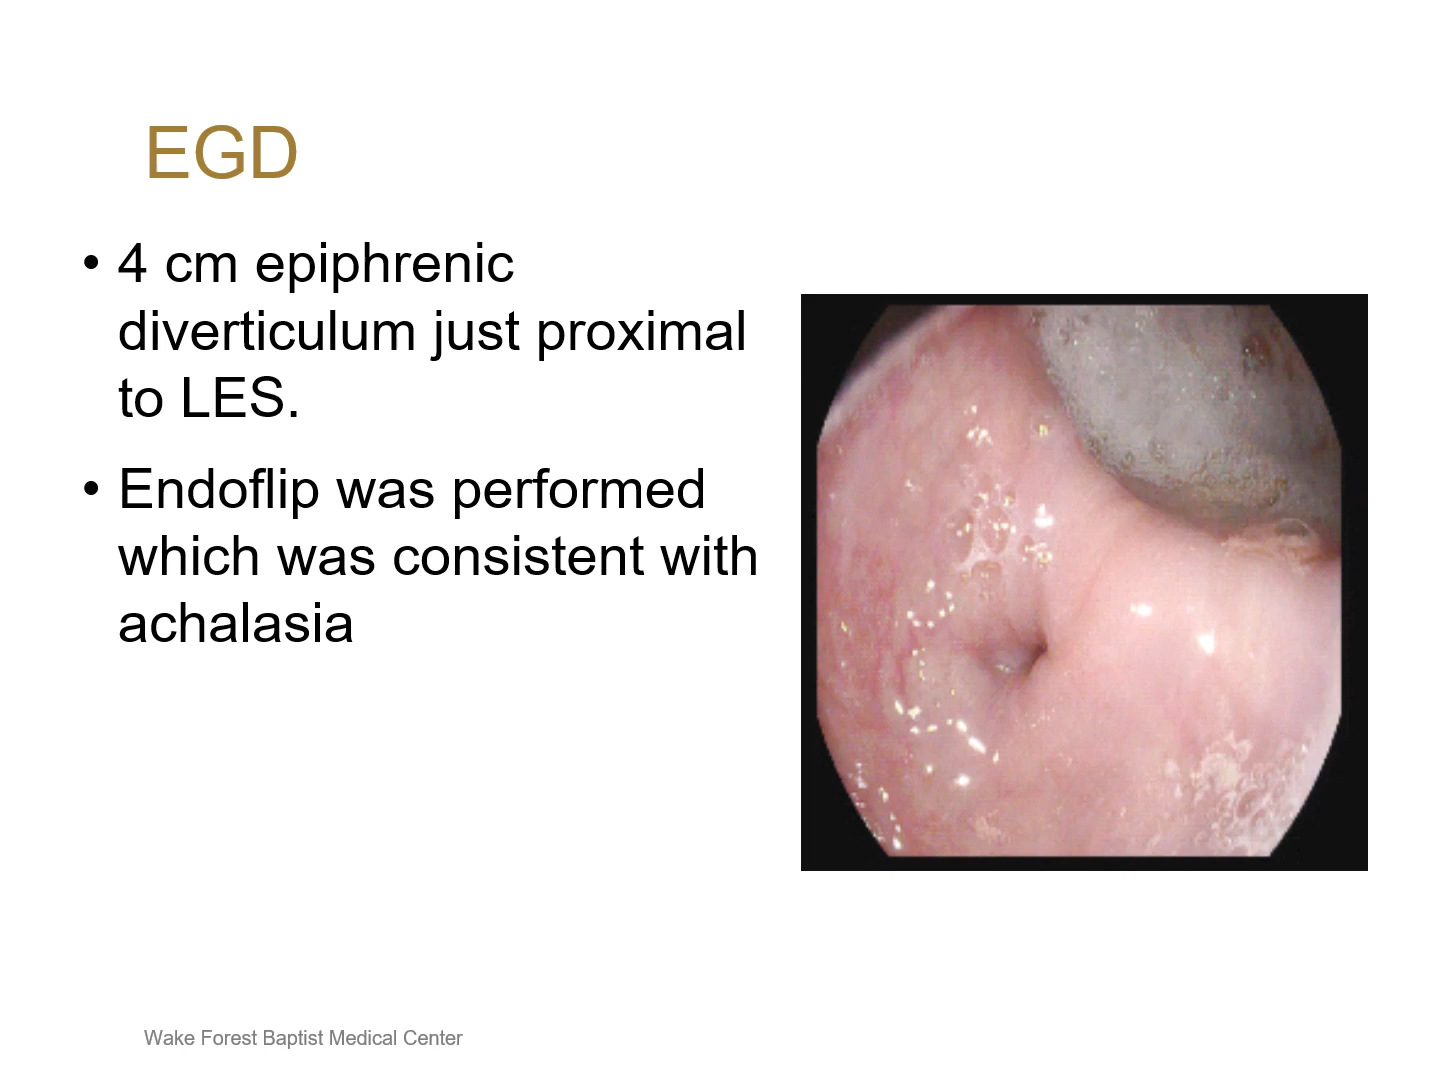 EGD
• 4 cm epiphrenic
diverticulum just proximal
to LES.
• Endoflip was performed
which was consistent with
achalasia
Wake Forest Baptist Medical Center